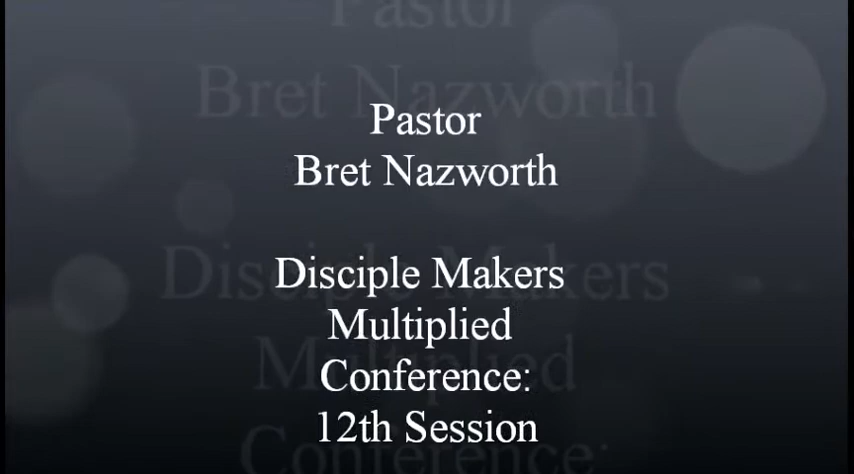 Pastor
Bret Nazworth
Disciple Makers
Multiplied
Conference:
12th Session